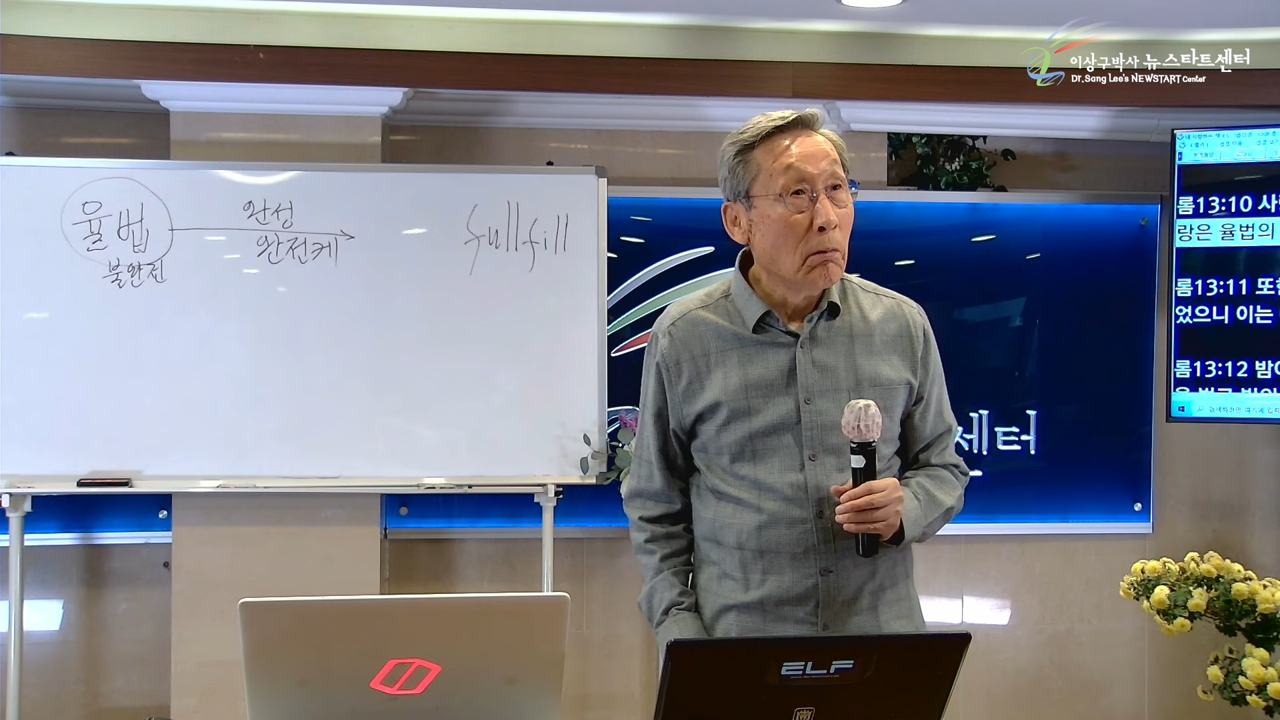 이상구박사 뉴스타트센터
Dr. Sang Lee's NEWSTART Center
율법
불완전
완성
완전케
fullfill
롬13:10 사
랑은 율법의
롬13:11 또한
었으니 이는
롬13:12 밤이
센터
ELF